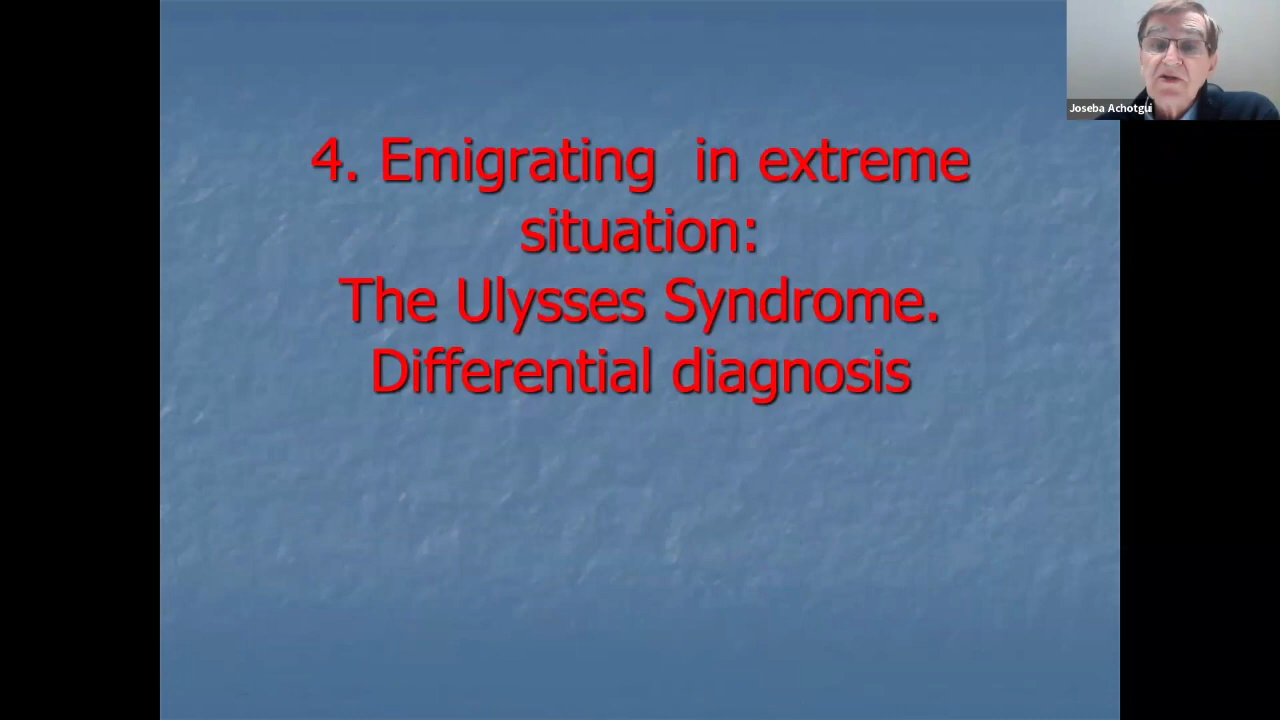 Joseba Achotgui
4. Emigrating in extreme
situation:
The Ulysses Syndrome.
Differential diagnosis